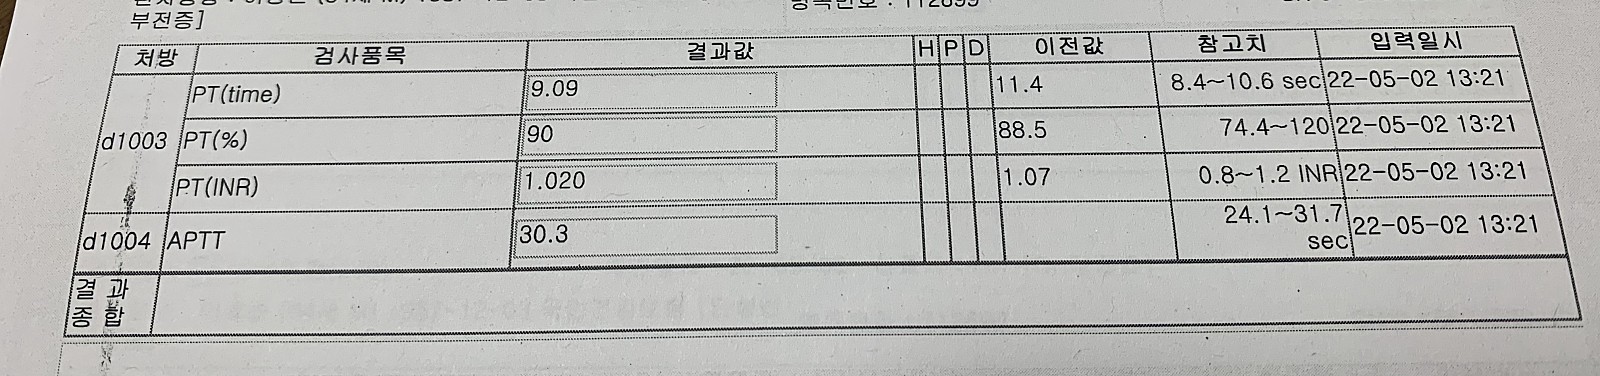 부전증]
처방 검사품목 결과값 H P D 이전값 참고치 입력일시
d1003 PT(time) 9.09 11.4 8.4~10.6 sec 22-05-02 13:21
PT(%) 90 88.5 74.4~120 22-05-02 13:21
PT(INR) 1.020 1.07 0.8~1.2 INR 22-05-02 13:21
d1004 APTT 30.3 24.1~31.7 sec 22-05-02 13:21
결 과
종 합